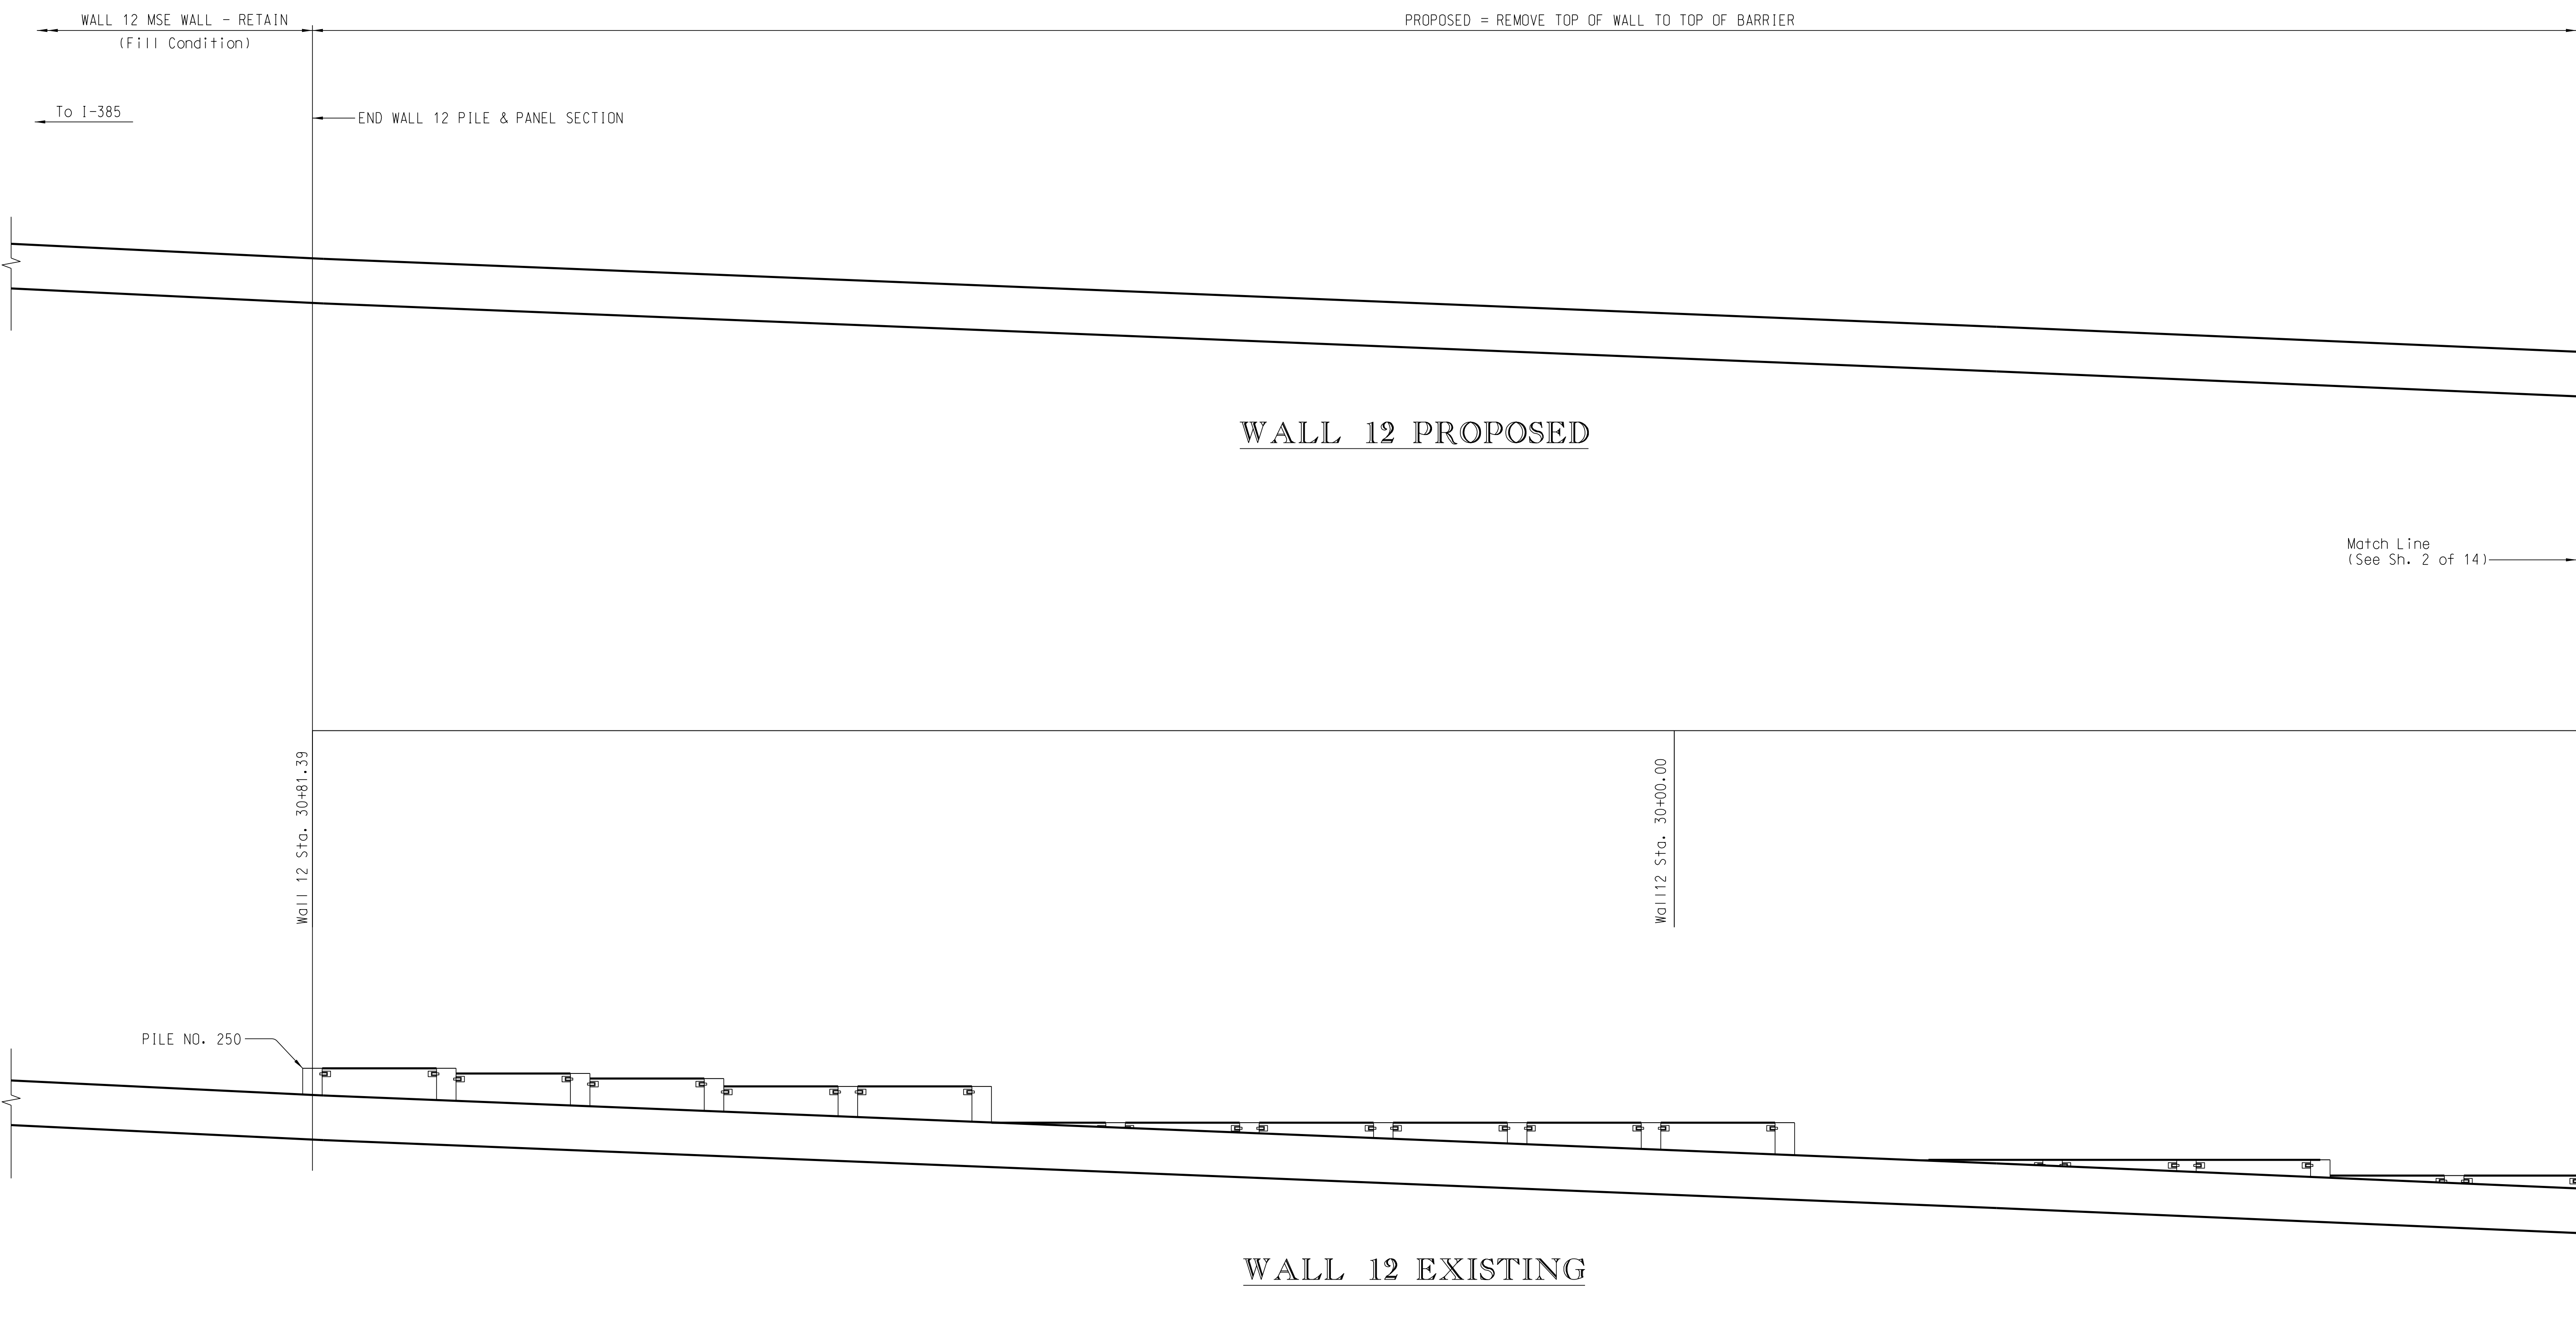 WALL 12 MSE WALL - RETAIN
(Fill Condition)
PROPOSED = REMOVE TOP OF WALL TO TOP OF BARRIER
To I-385
END WALL 12 PILE & PANEL SECTION
WALL 12 PROPOSED
Match Line
(See Sh. 2 of 14)
Wall 12 Sta. 30+81.39
Wall12 Sta. 30+00.00
PILE NO. 250
WALL 12 EXISTING